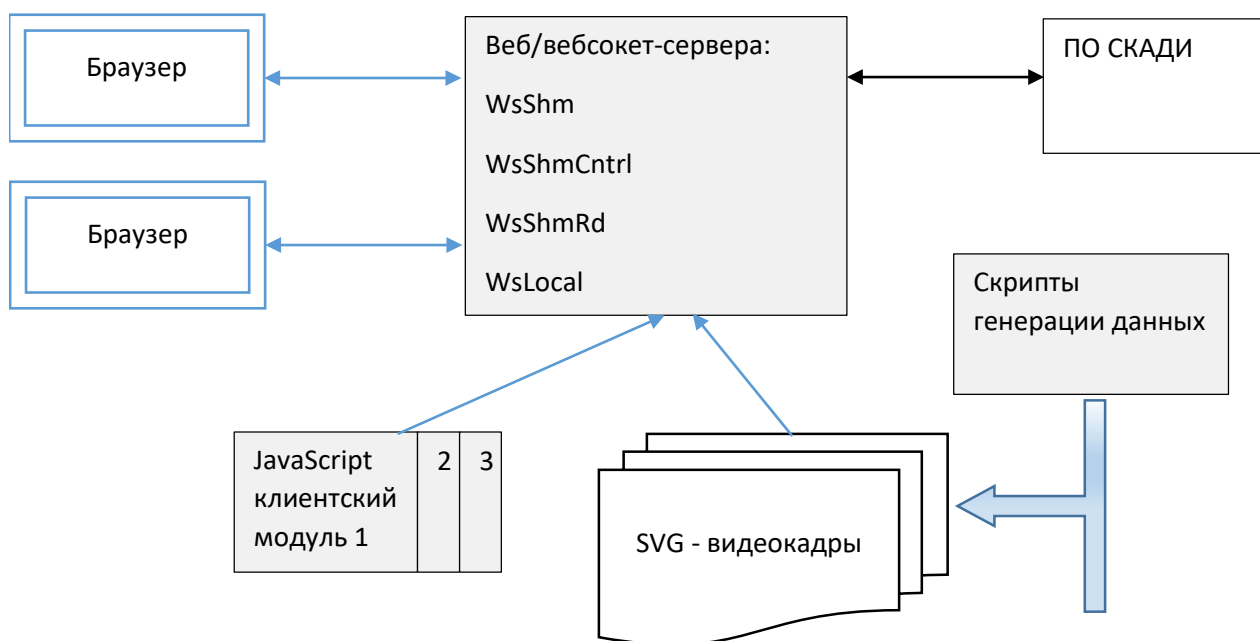 Браузер
Веб/вебсокет-сервера:
WsShm
WsShmCntrl
WsShmRd
WsLocal
ПО СКАДИ
Браузер
Скрипты
генерации данных
JavaScript
клиентский
модуль 1
2
3
SVG - видеокадры